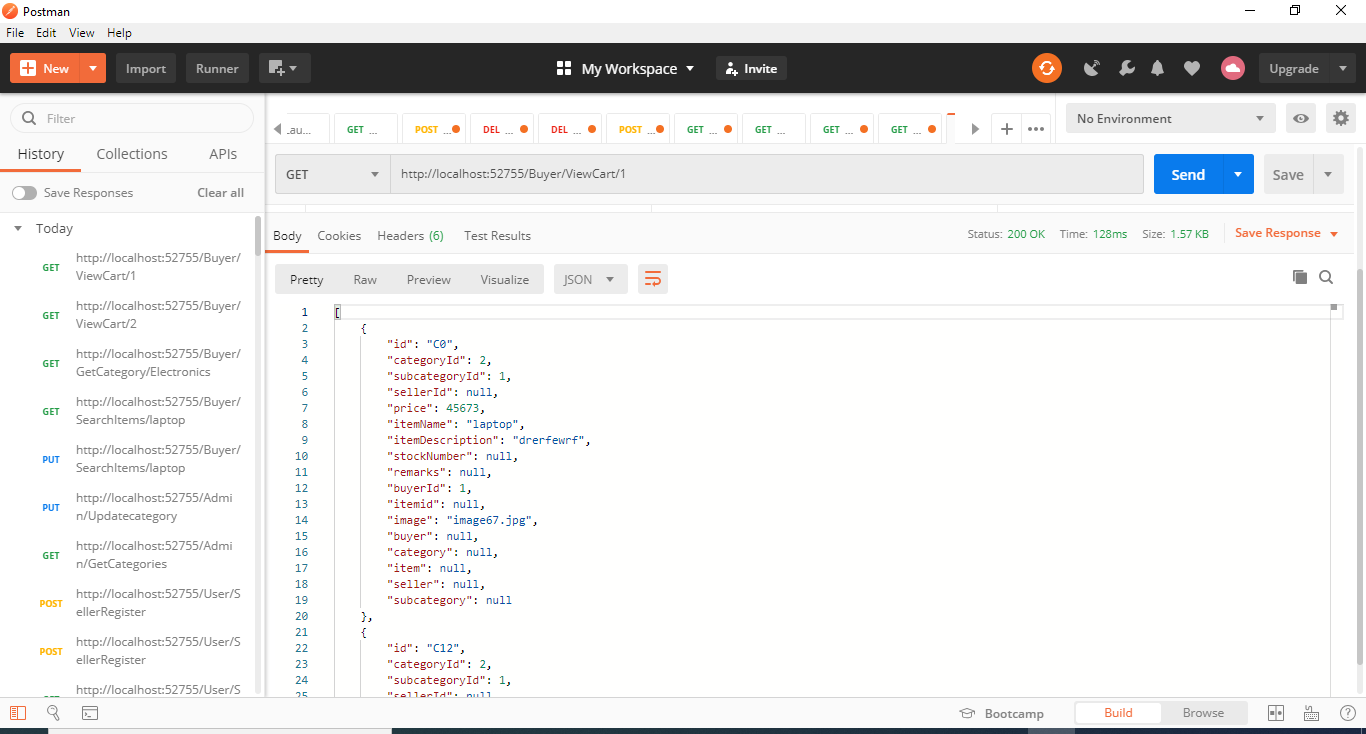 Postman
File Edit View Help
New Import Runner My Workspace Invite Upgrade
Filter
History Collections APIs
Save Responses Clear all
Today
GET http://localhost:52755/Buyer/
ViewCart/1
GET http://localhost:52755/Buyer/
ViewCart/2
GET http://localhost:52755/Buyer/
GetCategory/Electronics
GET http://localhost:52755/Buyer/
SearchItems/laptop
PUT http://localhost:52755/Buyer/
SearchItems/laptop
PUT http://localhost:52755/Admi
n/Updatecategory
GET http://localhost:52755/Admi
n/GetCategories
POST http://localhost:52755/User/S
ellerRegister
POST http://localhost:52755/User/S
ellerRegister
http://localhost:52755/User/S
.au... GET ... POST ... DEL ... DEL ... POST ... GET ... GET ... GET ... GET ... + •••
No Environment
GET http://localhost:52755/Buyer/ViewCart/1 Send Save
Body Cookies Headers (6) Test Results Status: 200 OK Time: 128ms Size: 1.57 KB Save Response
Pretty Raw Preview Visualize JSON
1 [
2 {
3 "id": "C0",
4 "categoryId": 2,
5 "subcategoryId": 1,
6 "sellerId": null,
7 "price": 45673,
8 "itemName": "laptop",
9 "itemDescription": "drerfewrf",
10 "stockNumber": null,
11 "remarks": null,
12 "buyerId": 1,
13 "itemid": null,
14 "image": "image67.jpg",
15 "buyer": null,
16 "category": null,
17 "item": null,
18 "seller": null,
19 "subcategory": null
20 },
21 {
22 "id": "C12",
23 "categoryId": 2,
24 "subcategoryId": 1,
25 "sellerId": null
Bootcamp Build Browse